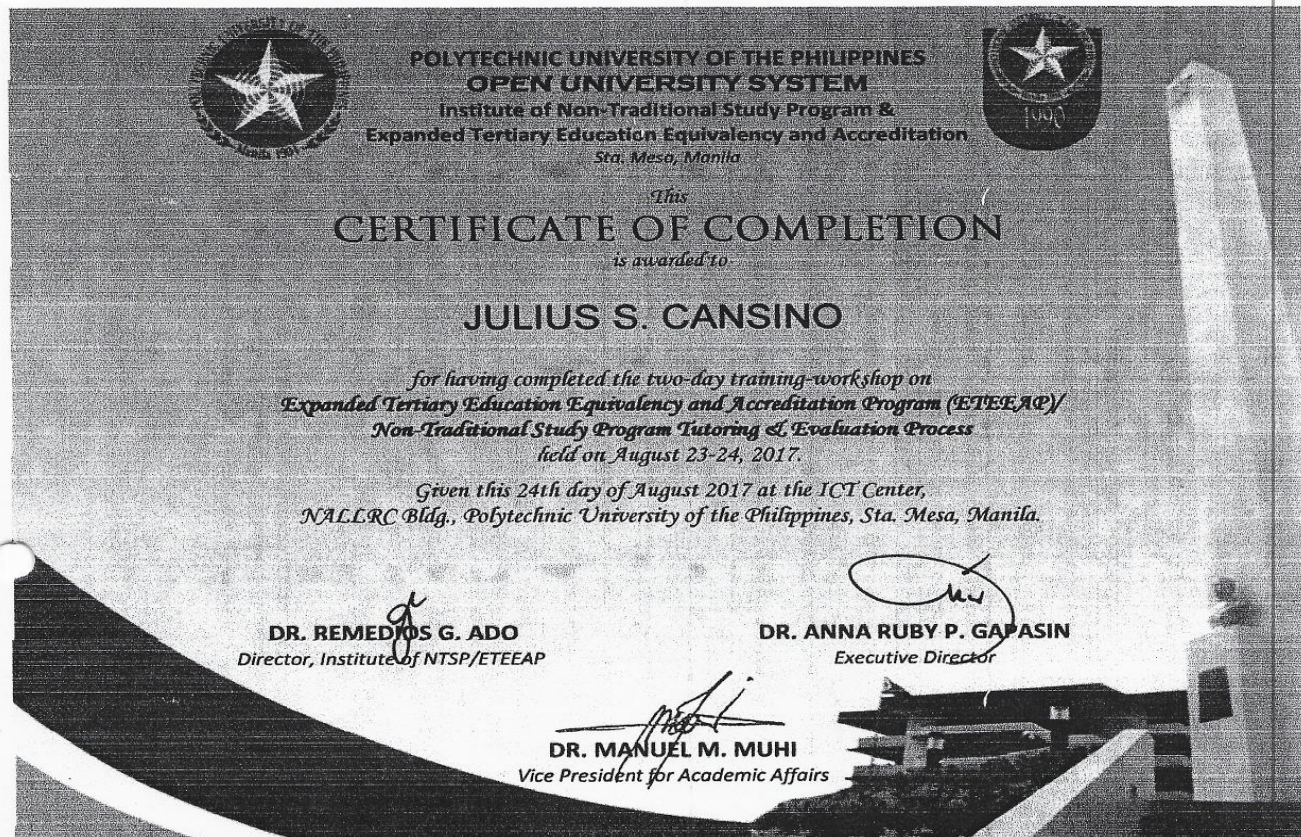 POLYTECHNIC UNIVERSITY OF THE PHILIPPINES
OPEN UNIVERSITY SYSTEM
Institute of Non-Traditional Study Program &
Expanded Tertiary Education Equivalency and Accreditation
Sta. Mesa, Manila
1990
Manila 1904
This
CERTIFICATE OF COMPLETION
is awarded to
JULIUS S. CANSINO
for having completed the two-day training-workshop on
Expanded Tertiary Education Equivalency and Accreditation Program (ETEEAP)/
Non-Traditional Study Program Tutoring & Evaluation Process
held on August 23-24, 2017.
Given this 24th day of August 2017 at the ICT Center,
NALLRC Bldg., Polytechnic University of the Philippines, Sta. Mesa, Manila.
DR. REMEDIOS G. ADO
Director, Institute of NTSP/ETEEAP
DR. ANNA RUBY P. GAPASIN
Executive Director
DR. MANUEL M. MUHI
Vice President for Academic Affairs